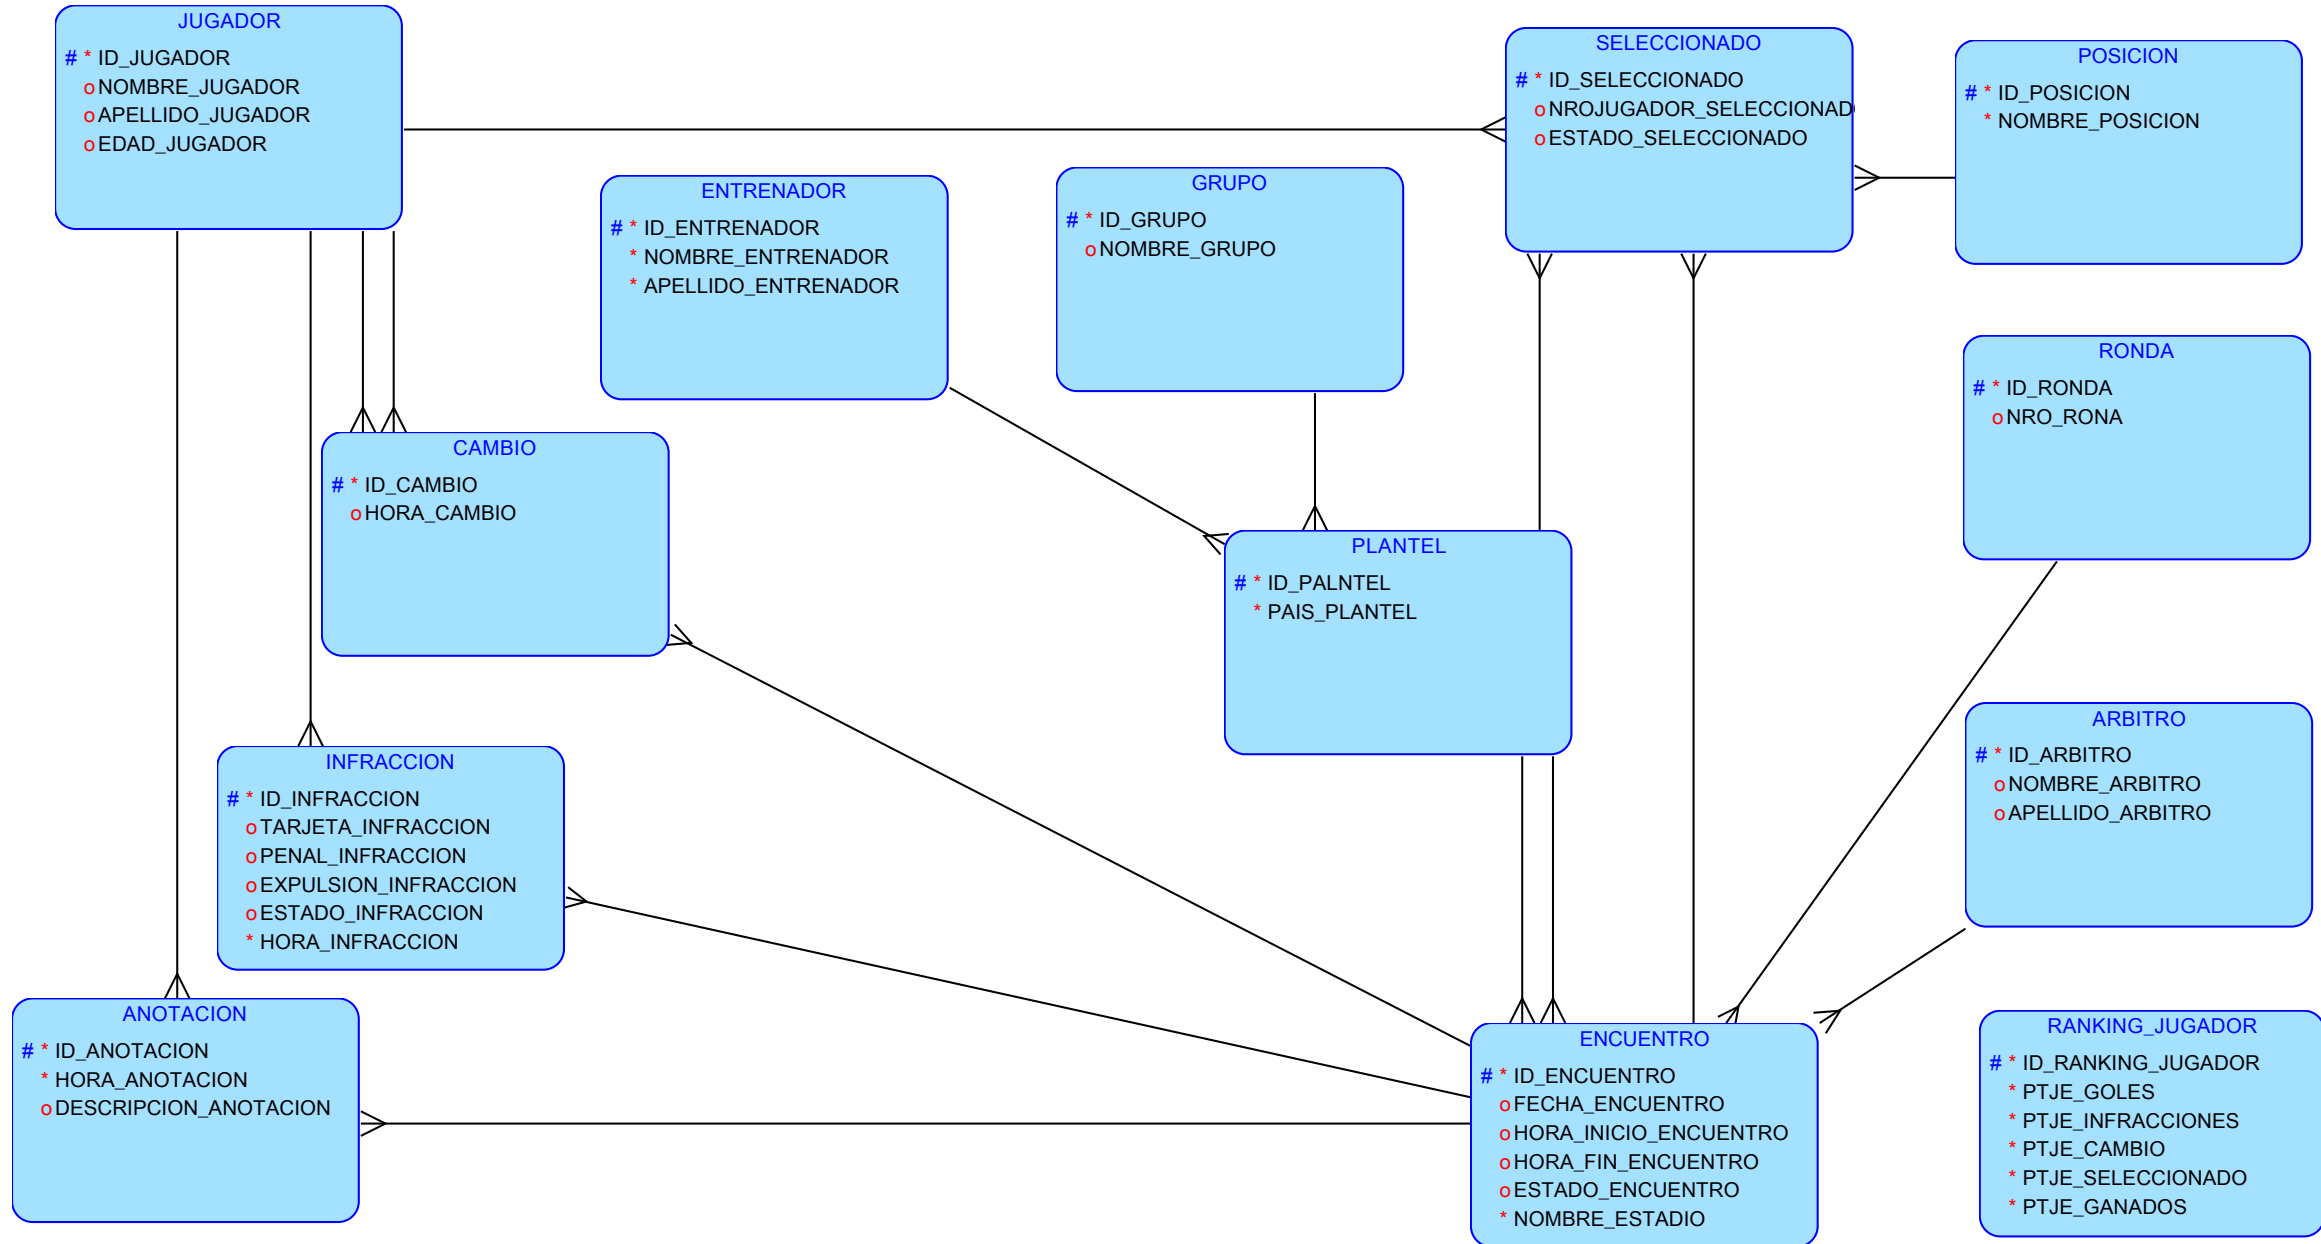 JUGADOR
# * ID_JUGADOR
o NOMBRE_JUGADOR
o APELLIDO_JUGADOR
o EDAD_JUGADOR
SELECCIONADO
# * ID_SELECCIONADO
o NROJUGADOR_SELECCIONAD
o ESTADO_SELECCIONADO
POSICION
# * ID_POSICION
* NOMBRE_POSICION
ENTRENADOR
# * ID_ENTRENADOR
* NOMBRE_ENTRENADOR
* APELLIDO_ENTRENADOR
GRUPO
# * ID_GRUPO
o NOMBRE_GRUPO
RONDA
# * ID_RONDA
o NRO_RONA
CAMBIO
# * ID_CAMBIO
o HORA_CAMBIO
PLANTEL
# * ID_PALNTEL
* PAIS_PLANTEL
ARBITRO
# * ID_ARBITRO
o NOMBRE_ARBITRO
o APELLIDO_ARBITRO
INFRACCION
# * ID_INFRACCION
o TARJETA_INFRACCION
o PENAL_INFRACCION
o EXPULSION_INFRACCION
o ESTADO_INFRACCION
* HORA_INFRACCION
ANOTACION
# * ID_ANOTACION
* HORA_ANOTACION
o DESCRIPCION_ANOTACION
ENCUENTRO
# * ID_ENCUENTRO
o FECHA_ENCUENTRO
o HORA_INICIO_ENCUENTRO
o HORA_FIN_ENCUENTRO
o ESTADO_ENCUENTRO
* NOMBRE_ESTADIO
RANKING_JUGADOR
# * ID_RANKING_JUGADOR
* PTJE_GOLES
* PTJE_INFRACCIONES
* PTJE_CAMBIO
* PTJE_SELECCIONADO
* PTJE_GANADOS